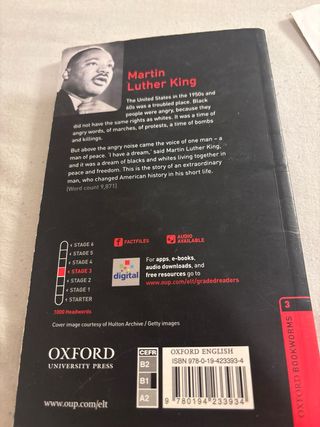 Martin
Luther King
The United States in the 1950s and
60s was a troubled place. Black
people were angry, because they
did not have the same rights as whites. It was a time of
angry words, of marches, of protests, a time of bombs
and killings.
But above the angry noise came the voice of one man – a
man of peace. 'I have a dream,' said Martin Luther King,
and it was a dream of blacks and whites living together in
peace and freedom. This is the story of an extraordinary
man, who changed American history in his short life.
(Word count 9,871)
STAGE 6
STAGE 5
STAGE 4
STAGE 3
STAGE 2
STAGE 1
STARTER
1000 Headwords
FACTFILES
AUDIO
AVAILABLE
digital
For apps, e-books,
audio downloads, and
free resources go to
www.oup.com/elt/gradedreaders
Cover image courtesy of Hulton Archive / Getty images
OXFORD
UNIVERSITY PRESS
www.oup.com/elt
CEFR
B2
B1
A2
OXFORD ENGLISH
ISBN 978-0-19-423393-4
9 780194 233934
3
OXFORD BOOKWORMS